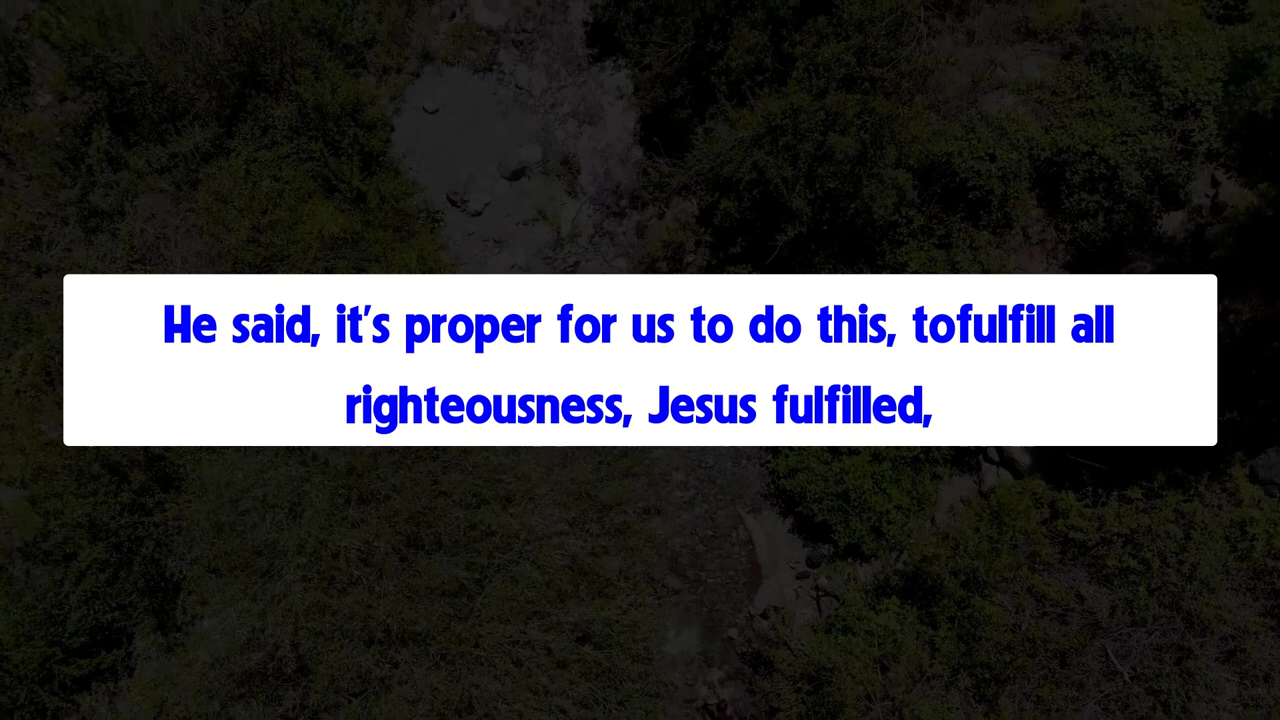 He said, it's proper for us to do this, tofulfill all
righteousness, Jesus fulfilled,